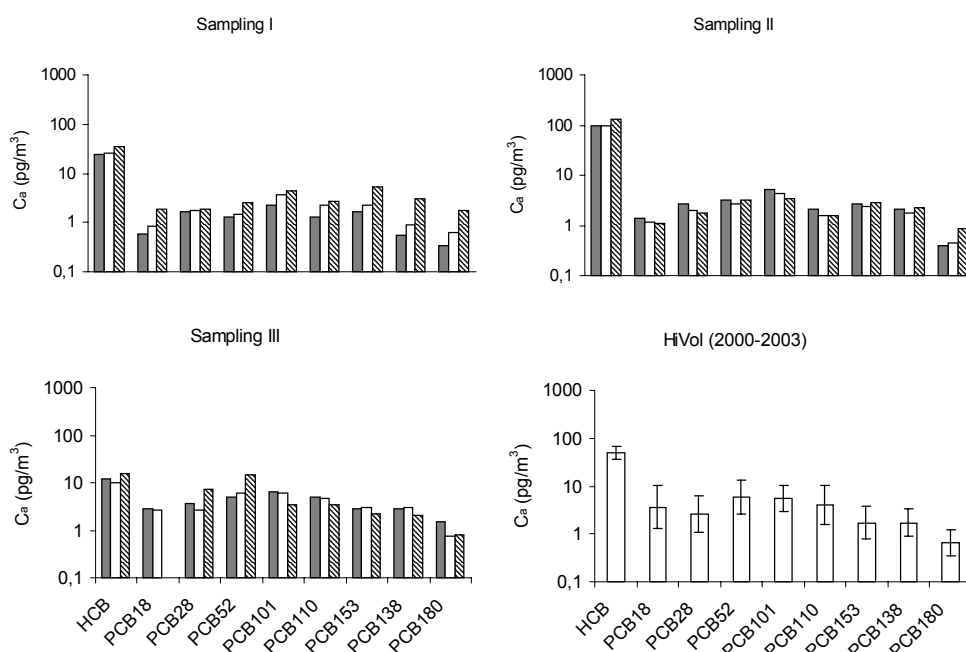 Sampling I
Sampling II
Ca (pg/m³)
1000
100
10
1
0,1
Ca (pg/m³)
1000
100
10
1
0,1
Sampling III
HiVol (2000-2003)
Ca (pg/m³)
1000
100
10
1
0,1
HCB
PCB18
PCB28
PCB52
PCB101
PCB110
PCB153
PCB138
PCB180
Ca (pg/m³)
1000
100
10
1
0,1
HCB
PCB18
PCB28
PCB52
PCB101
PCB110
PCB153
PCB138
PCB180